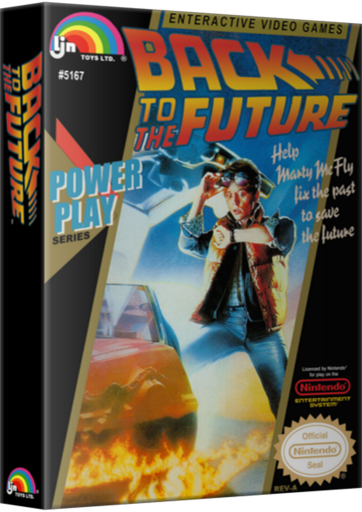 ljn
TOYS LTD.
#5167
ENTERACTIVE VIDEO GAMES
BACK
TO
THE
FUTURE
Help
Marty McFly
fix the past
to save
the future
POWER
PLAY
SERIES
Licensed by Nintendo®
for play on the
Nintendo®
ENTERTAINMENT
SYSTEM®
Official
Nintendo
Seal
REV-A
BACK
TO
THE
FUTURE
ljn
TOYS LTD.